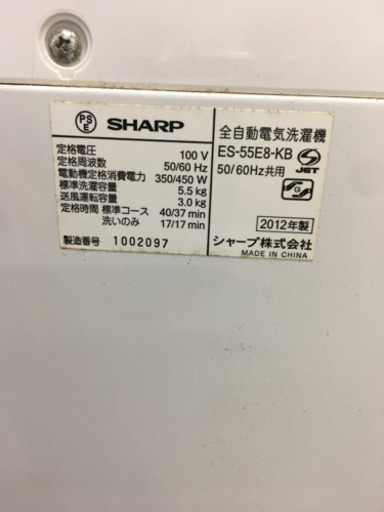 PSE SHARP
定格電圧 100 V
定格周波数 50/60 Hz
電動機定格消費電力 350/450 W
標準洗濯容量 5.5 kg
送風運転容量 3.0 kg
定格時間 標準コース 40/37 min
洗いのみ 17/17 min
製造番号 1002097
全自動電気洗濯機
ES-55E8-KB
S JET
50/60Hz共用
2012年製
シャープ株式会社
MADE IN CHINA